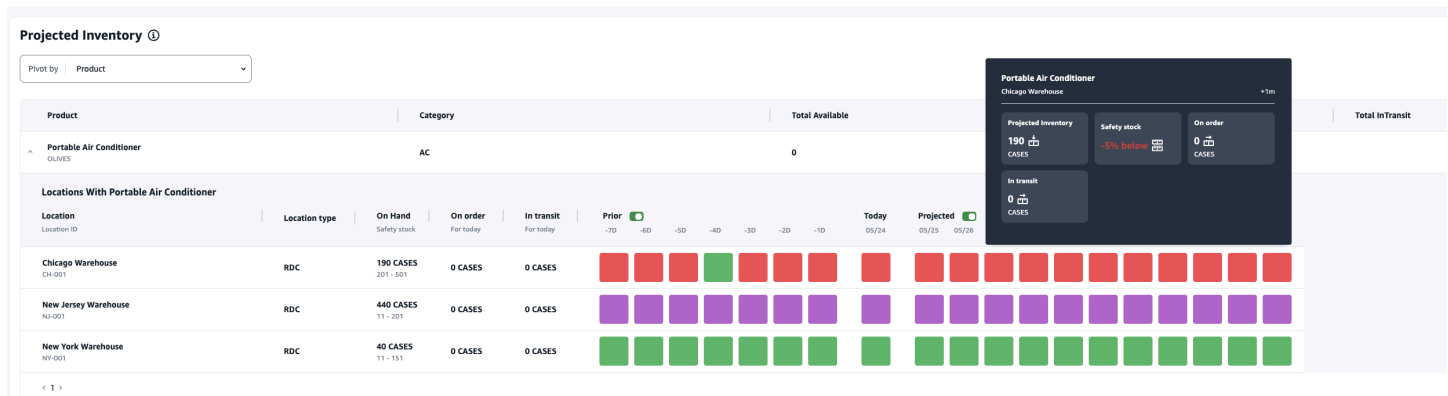 Projected Inventory
Pivot by Product
Product Category Total Available Total InTransit
Portable Air Conditioner
OLIVES
AC 0
Locations With Portable Air Conditioner
Location Location type On Hand On order In transit Prior Today Projected
Location ID Safety stock For today For today -7D -6D -5D -4D -3D -2D -1D 05/24 05/25 05/26
Chicago Warehouse
CH-001
RDC
190 CASES
201 - 501
0 CASES
0 CASES
New Jersey Warehouse
NJ-001
RDC
440 CASES
11 - 201
0 CASES
0 CASES
New York Warehouse
NY-001
RDC
40 CASES
11 - 151
0 CASES
0 CASES
< 1 >
Portable Air Conditioner
Chicago Warehouse +1m
Projected Inventory
190
CASES
Safety stock
-5% below
On order
0
CASES
In transit
0
CASES